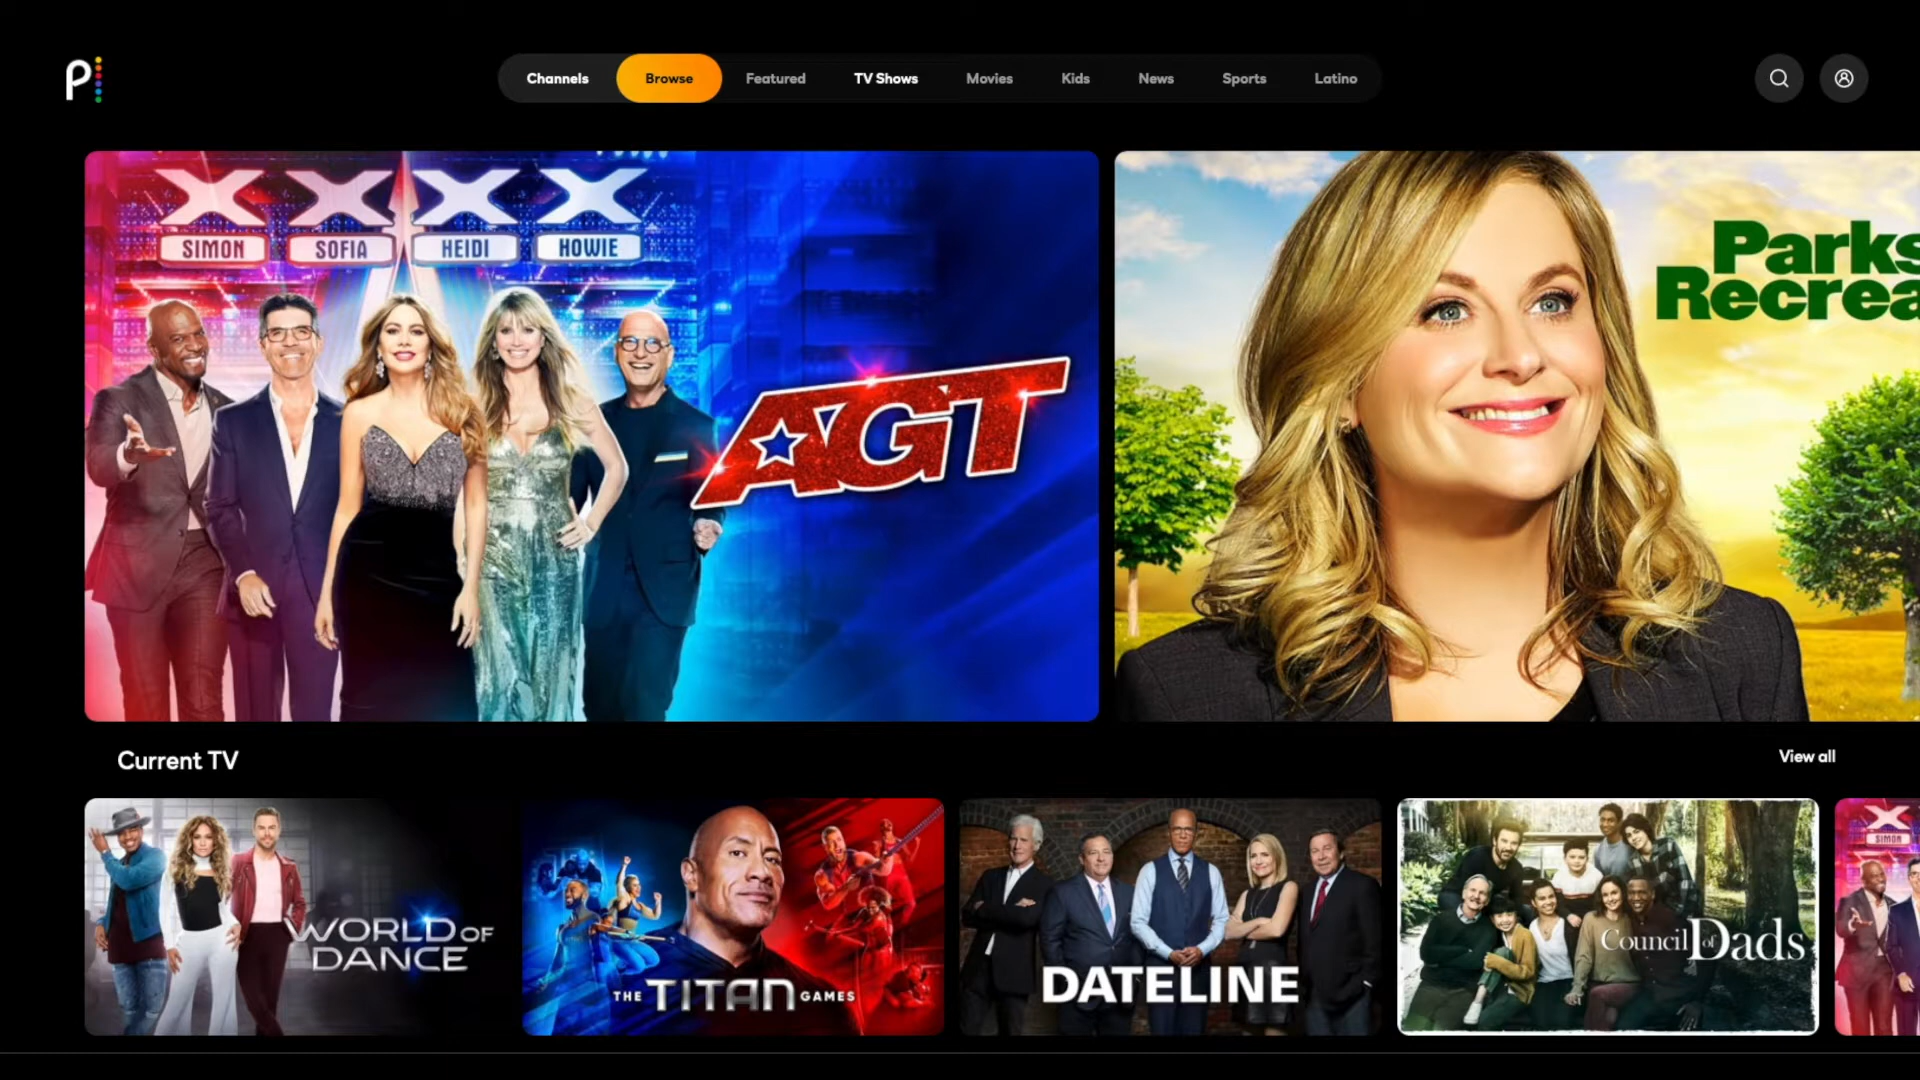 P
Channels Browse Featured TV Shows Movies Kids News Sports Latino
SIMON SOFIA HEIDI HOWIE
AGT
Parks
Recrea
Current TV
View all
WORLD OF
DANCE
THE TITAN GAMES
DATELINE
Council of Dads
SIMON